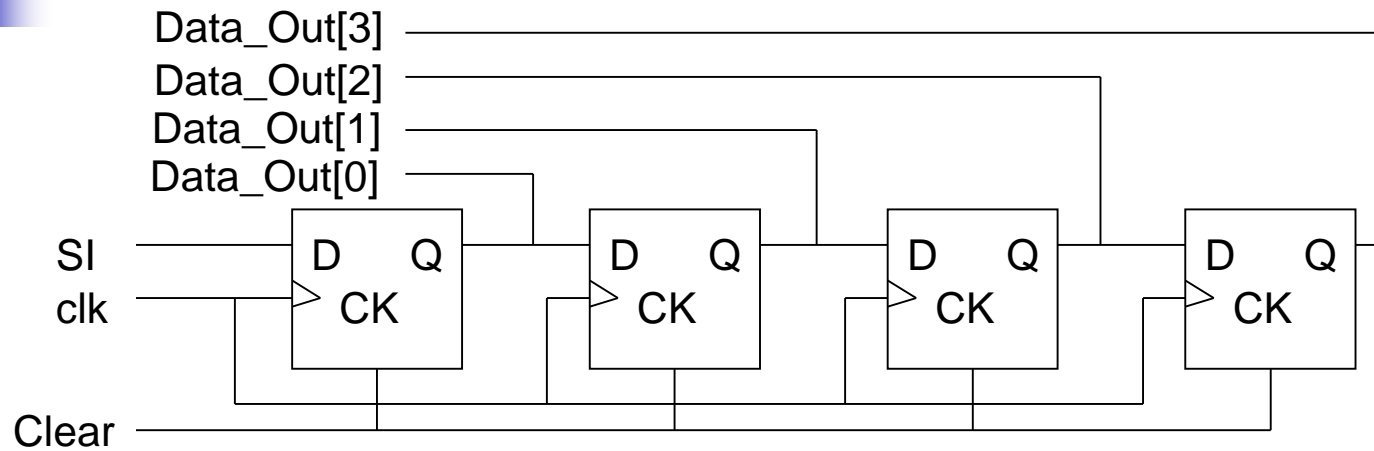 Data_Out[3]
Data_Out[2]
Data_Out[1]
Data_Out[0]
SI D Q D Q D Q D Q
clk CK CK CK CK
Clear